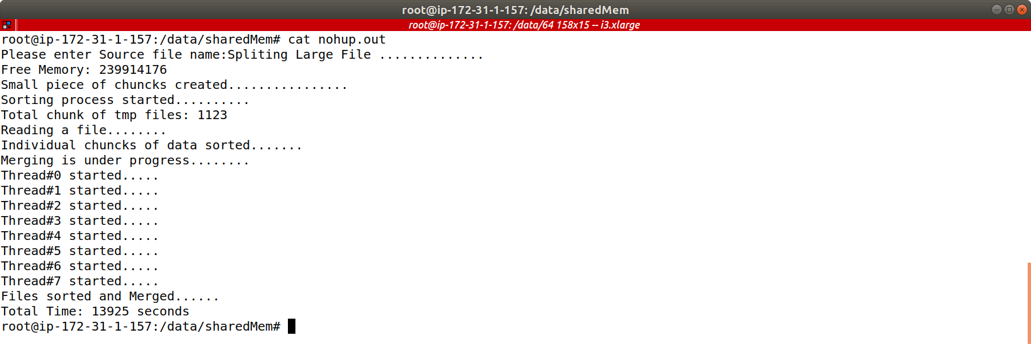 root@ip-172-31-1-157: /data/sharedMem
root@ip-172-31-1-157: /data/64 158x15 -- i3.xlarge
root@ip-172-31-1-157:/data/sharedMem# cat nohup.out
Please enter Source file name:Spliting Large File ..............
Free Memory: 239914176
Small piece of chuncks created................
Sorting process started..........
Total chunk of tmp files: 1123
Reading a file........
Individual chuncks of data sorted.......
Merging is under progress........
Thread#0 started.....
Thread#1 started.....
Thread#2 started.....
Thread#3 started.....
Thread#4 started.....
Thread#5 started.....
Thread#6 started.....
Thread#7 started.....
Files sorted and Merged......
Total Time: 13925 seconds
root@ip-172-31-1-157:/data/sharedMem#